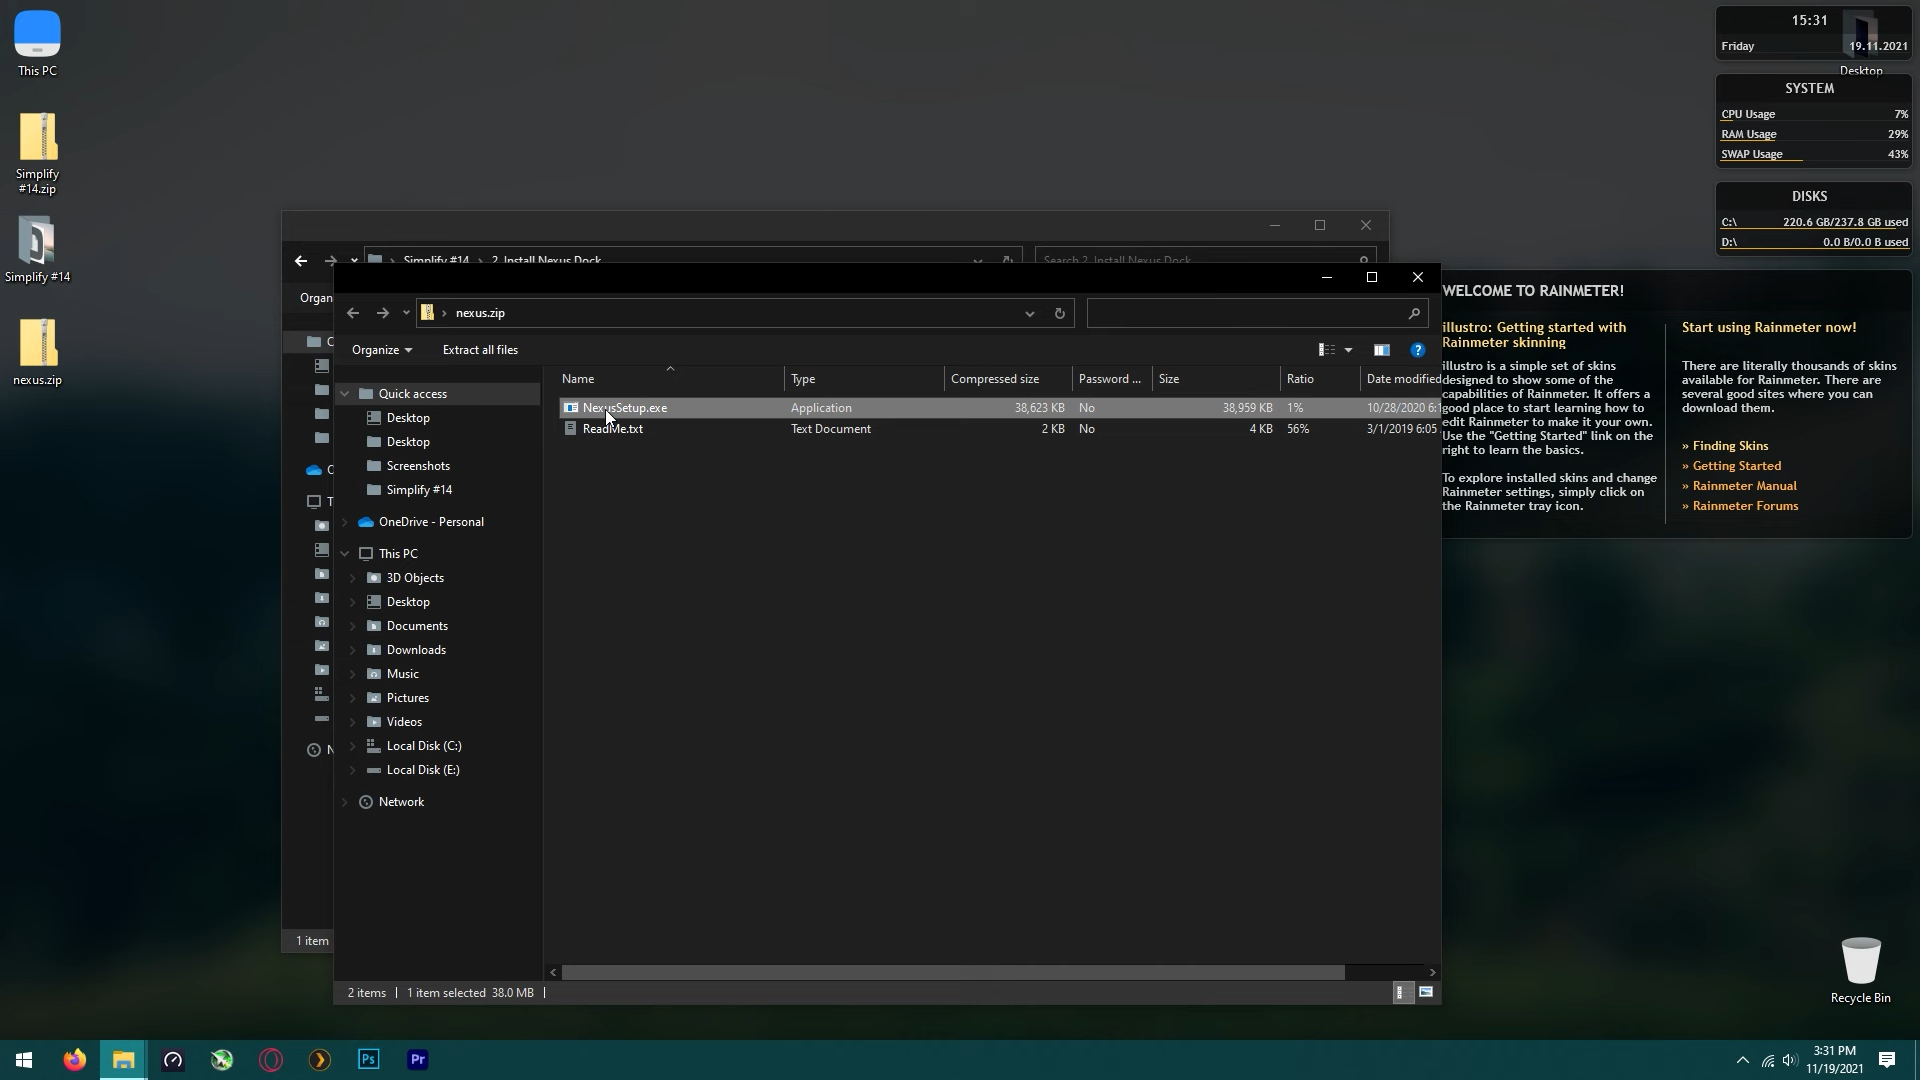 This PC
Simplify
#14.zip
Simplify #14
nexus.zip
15:31
Friday 19.11.2021
Desktop
SYSTEM
CPU Usage 7%
RAM Usage 29%
SWAP Usage 43%
DISKS
C:\ 220.6 GB/237.8 GB used
D:\ 0.0 B/0.0 B used
WELCOME TO RAINMETER!
illustro: Getting started with
Rainmeter skinning
illustro is a simple set of skins
designed to show some of the
capabilities of Rainmeter. It offers a
good place to start learning how to
edit Rainmeter to make it your own.
Use the "Getting Started" link on the
right to learn the basics.
To explore installed skins and change
Rainmeter settings, simply click on
the Rainmeter tray icon.
Start using Rainmeter now!
There are literally thousands of skins
available for Rainmeter. There are
several good sites where you can
download them.
» Finding Skins
» Getting Started
» Rainmeter Manual
» Rainmeter Forums
Simplify #14 › 2. Install Nexus Dock
Search 2. Install Nexus Dock
Organ
1 item
› nexus.zip
Organize
Extract all files
Name Type Compressed size Password ... Size Ratio Date modified
NexusSetup.exe Application 38,623 KB No 38,959 KB 1% 10/28/2020 6:1
ReadMe.txt Text Document 2 KB No 4 KB 56% 3/1/2019 6:05
Quick access
Desktop
Desktop
Screenshots
Simplify #14
OneDrive - Personal
This PC
3D Objects
Desktop
Documents
Downloads
Music
Pictures
Videos
Local Disk (C:)
Local Disk (E:)
Network
2 items | 1 item selected 38.0 MB |
Recycle Bin
Ps
Pr
3:31 PM
11/19/2021